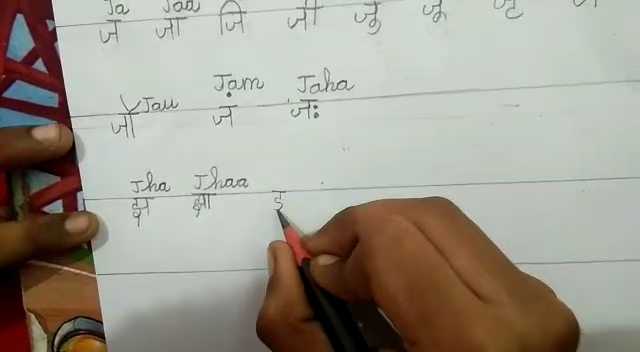 Ja Jaa
ज जा जि जी जु जू जृ
Jau Jam Jaha
जौ जं जः
Jha Jhaa
झ झा